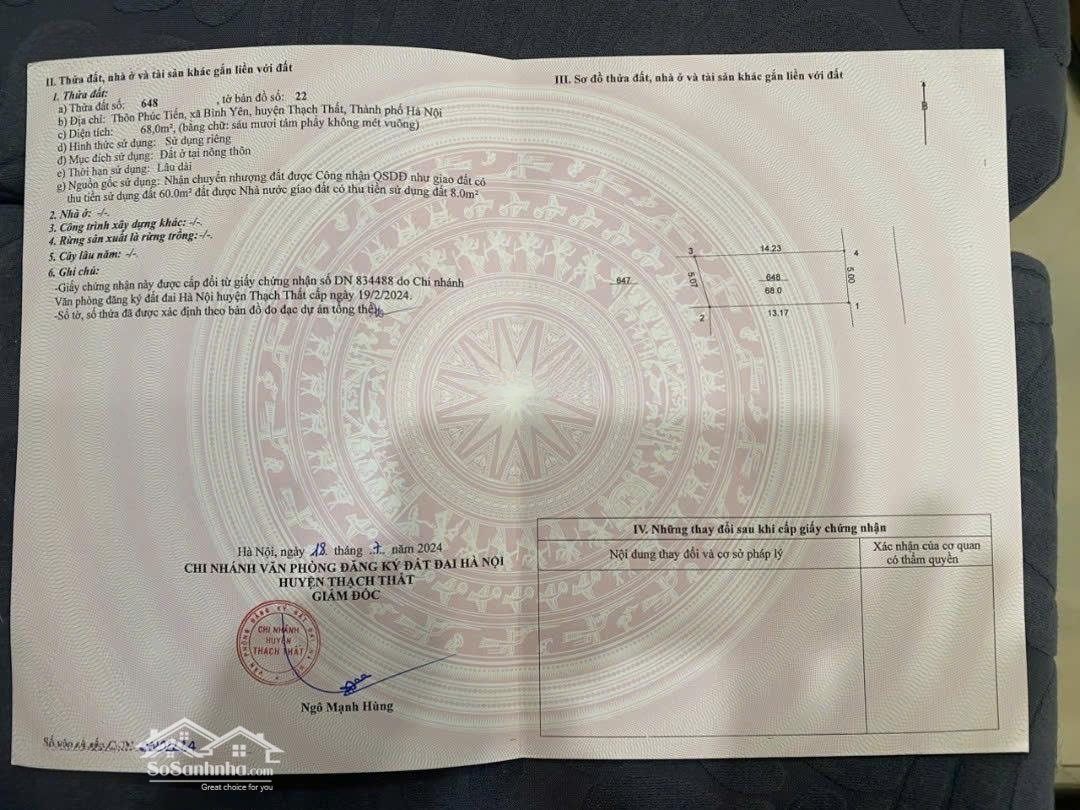 II. Thửa đất, nhà ở và tài sản khác gắn liền với đất
1. Thửa đất:
a) Thửa đất số: 648 , tờ bản đồ số: 22
b) Địa chỉ: Thôn Phúc Tiến, xã Bình Yên, huyện Thạch Thất, Thành phố Hà Nội
c) Diện tích: 68,0m², (bằng chữ: sáu mươi tám phẩy không mét vuông)
d) Hình thức sử dụng: Sử dụng riêng
đ) Mục đích sử dụng: Đất ở tại nông thôn
e) Thời hạn sử dụng: Lâu dài
g) Nguồn gốc sử dụng: Nhận chuyển nhượng đất được Công nhận QSDĐ như giao đất có
thu tiền sử dụng đất 60.0m² đất được Nhà nước giao đất có thu tiền sử dụng đất 8.0m²
2. Nhà ở: -/-.
3. Công trình xây dựng khác: -/-.
4. Rừng sản xuất là rừng trồng:-/-.
5. Cây lâu năm: -/-.
6. Ghi chú:
-Giấy chứng nhận này được cấp đổi từ giấy chứng nhận số DN 834488 do Chi nhánh
Văn phòng đăng ký đất đai Hà Nội huyện Thạch Thất cấp ngày 19/2/2024.
-Số tờ, số thửa đã được xác định theo bản đồ đo đạc dự án tổng thể.
Hà Nội, ngày 18 tháng 7 năm 2024
CHI NHÁNH VĂN PHÒNG ĐĂNG KÝ ĐẤT ĐAI HÀ NỘI
HUYỆN THẠCH THẤT
GIÁM ĐỐC
CHI NHÁNH
HUYỆN
THẠCH THẤT
Ngô Mạnh Hùng
Số vào sổ cấp GCN
SoSanhnha.com
Great choice for you
III. Sơ đồ thửa đất, nhà ở và tài sản khác gắn liền với đất
B
3
14.23
4
647
5.07
648
68.0
5.00
2
13.17
1
IV. Những thay đổi sau khi cấp giấy chứng nhận
Nội dung thay đổi và cơ sở pháp lý
Xác nhận của cơ quan
có thẩm quyền